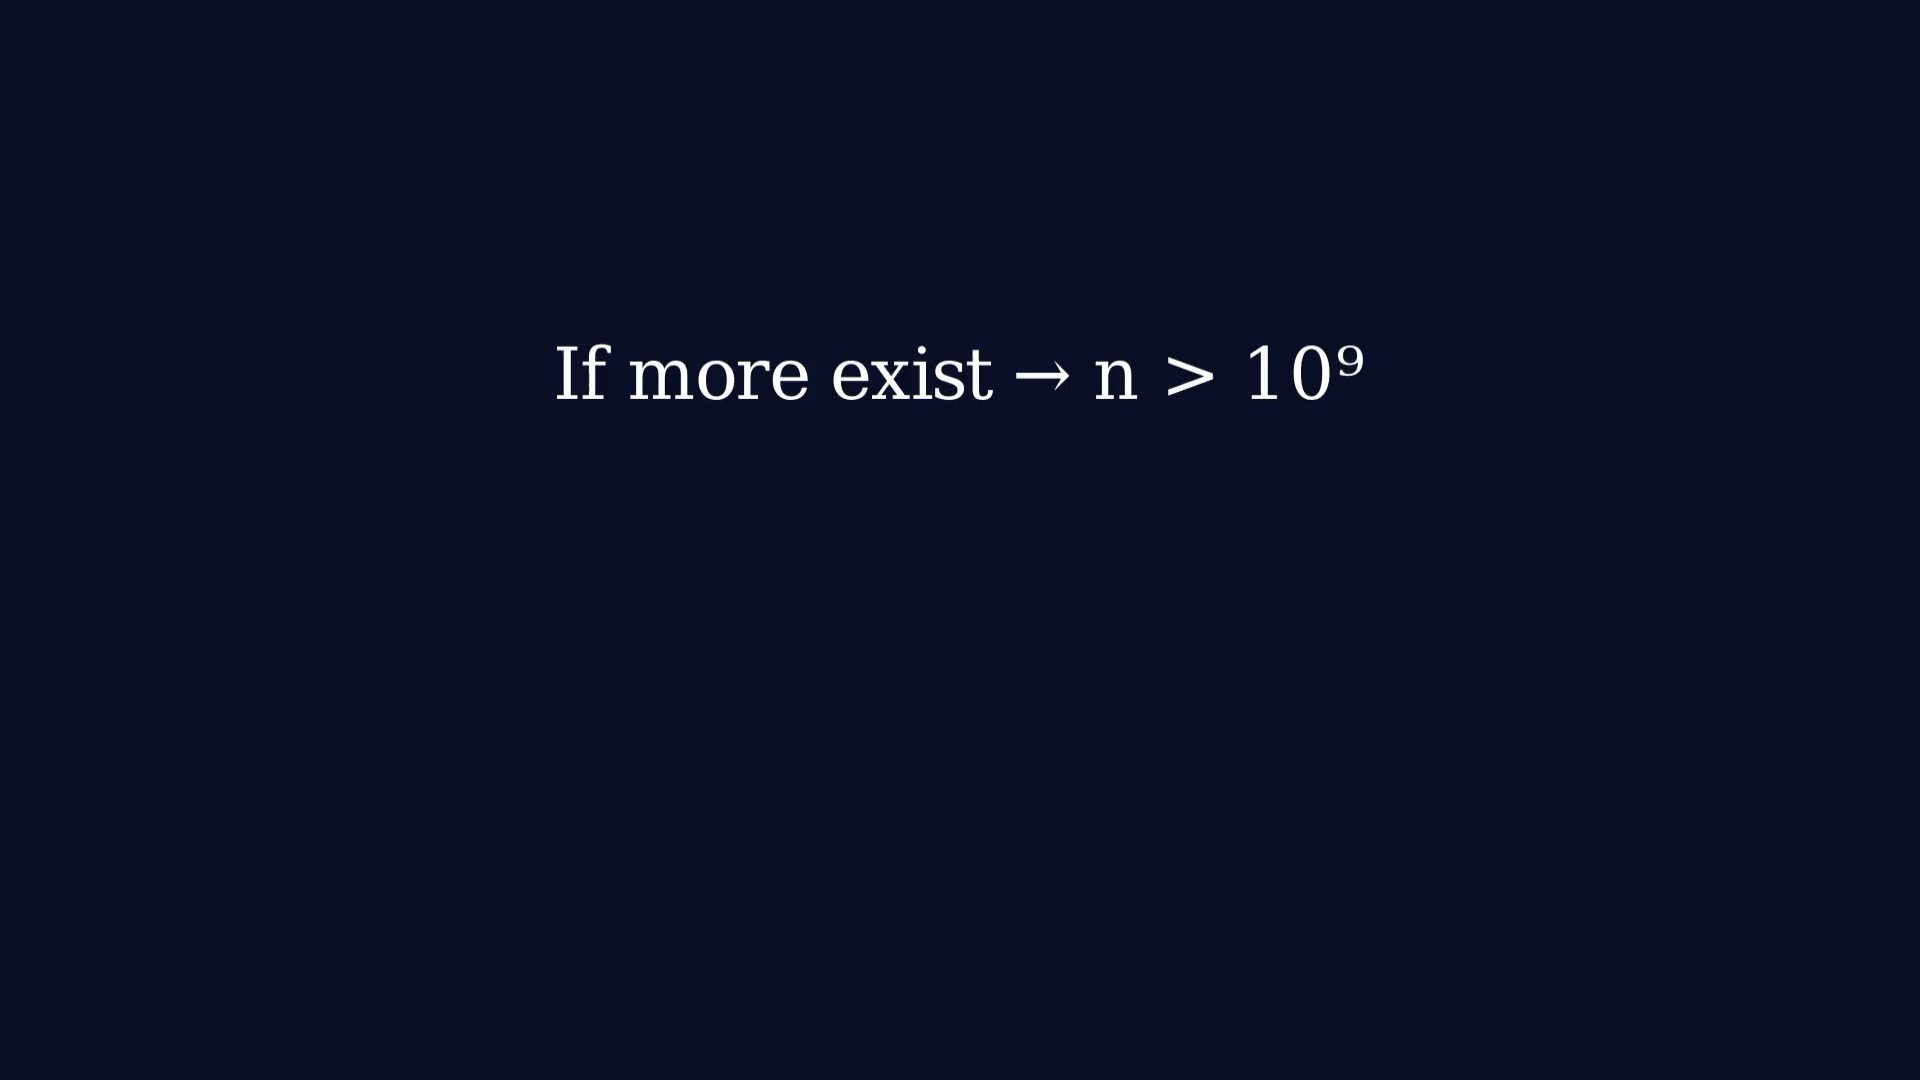 If more exist → n > 10⁹